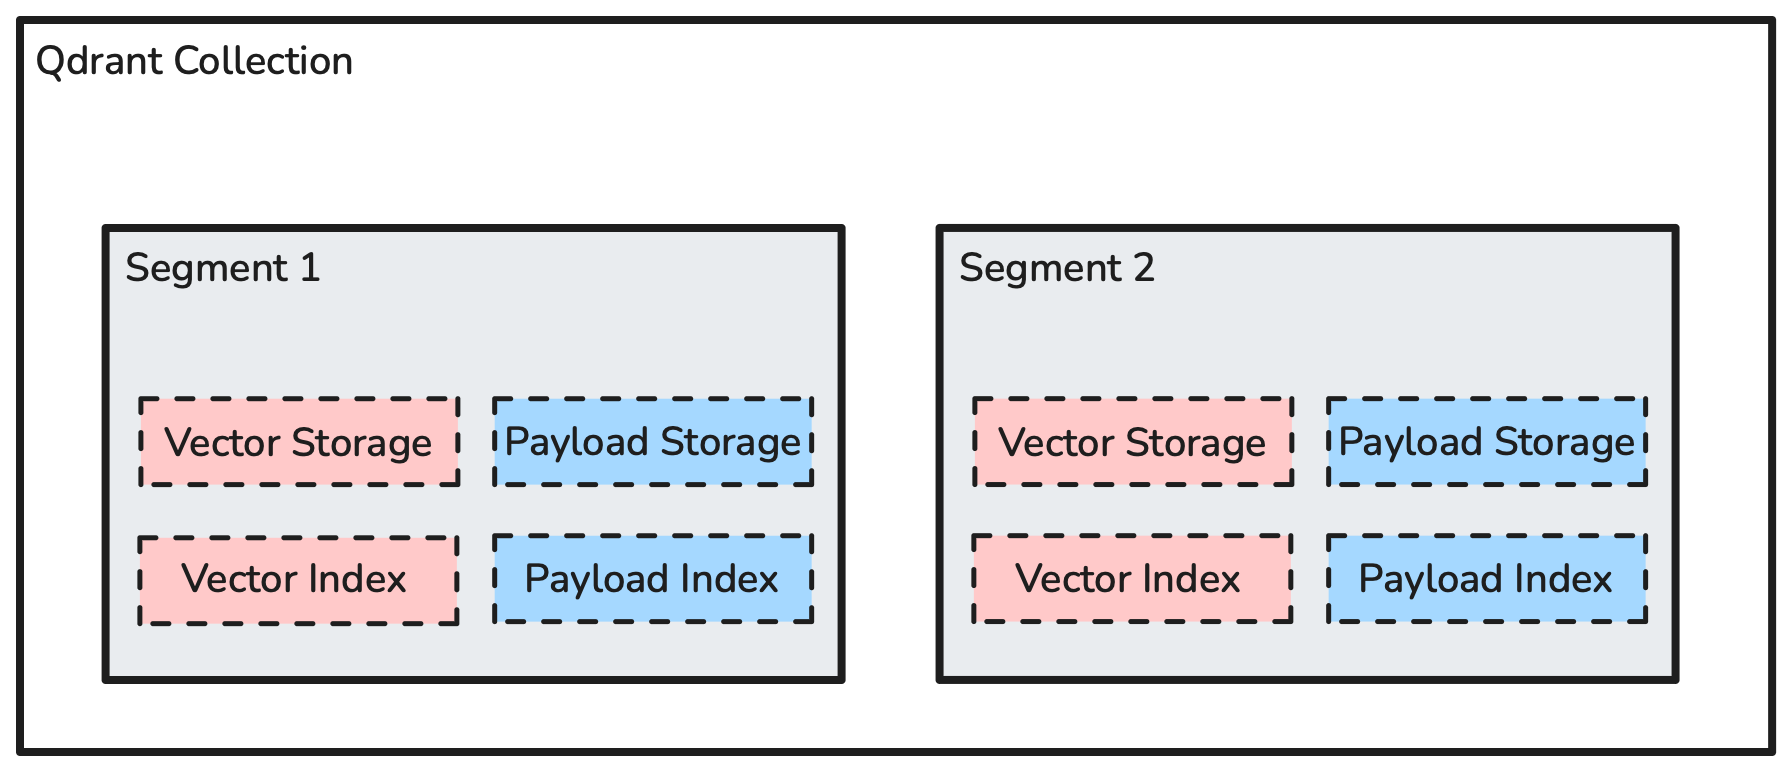 Qdrant Collection
Segment 1
Vector Storage
Payload Storage
Vector Index
Payload Index
Segment 2
Vector Storage
Payload Storage
Vector Index
Payload Index